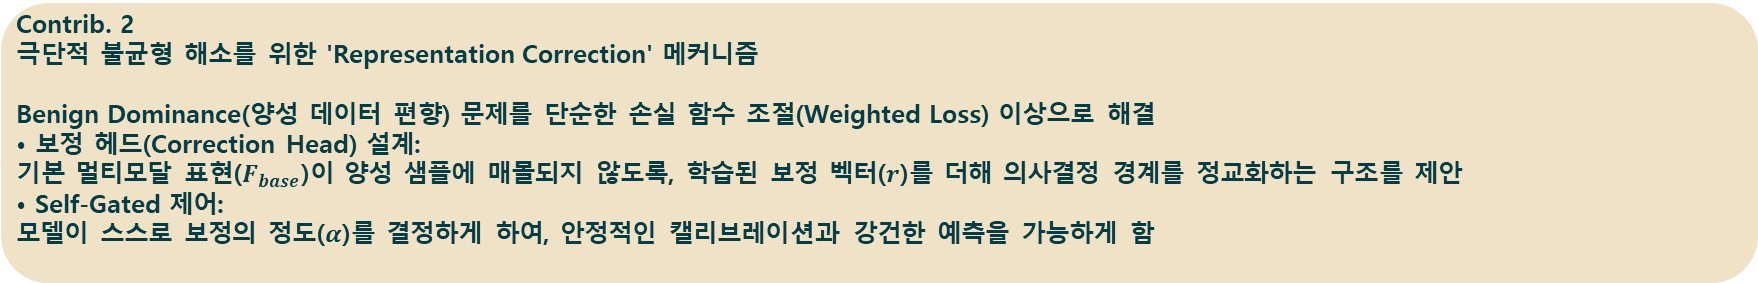 Contrib. 2
극단적 불균형 해소를 위한 'Representation Correction' 메커니즘
Benign Dominance(양성 데이터 편향) 문제를 단순한 손실 함수 조절(Weighted Loss) 이상으로 해결
• 보정 헤드(Correction Head) 설계:
기본 멀티모달 표현(𝑭_𝒃𝒂𝒔𝒆)이 양성 샘플에 매몰되지 않도록, 학습된 보정 벡터(𝒓)를 더해 의사결정 경계를 정교화하는 구조를 제안
• Self-Gated 제어:
모델이 스스로 보정의 정도(𝜶)를 결정하게 하여, 안정적인 캘리브레이션과 강건한 예측을 가능하게 함